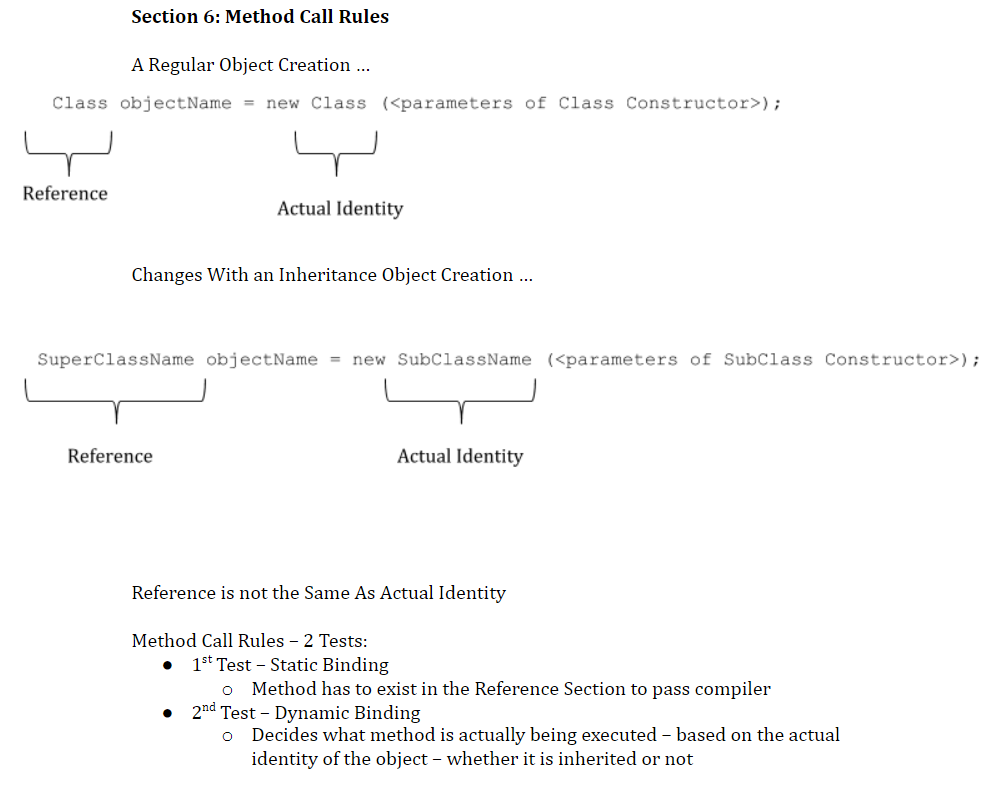 Section 6: Method Call Rules
A Regular Object Creation ...
Class objectName = new Class (<parameters of Class Constructor>);
Reference
Actual Identity
Changes With an Inheritance Object Creation ...
SuperClassName objectName = new SubClassName (<parameters of SubClass Constructor>);
Reference Actual Identity
Reference is not the Same As Actual Identity
Method Call Rules – 2 Tests:
● 1st Test – Static Binding
○ Method has to exist in the Reference Section to pass compiler
● 2nd Test – Dynamic Binding
○ Decides what method is actually being executed – based on the actual
identity of the object – whether it is inherited or not